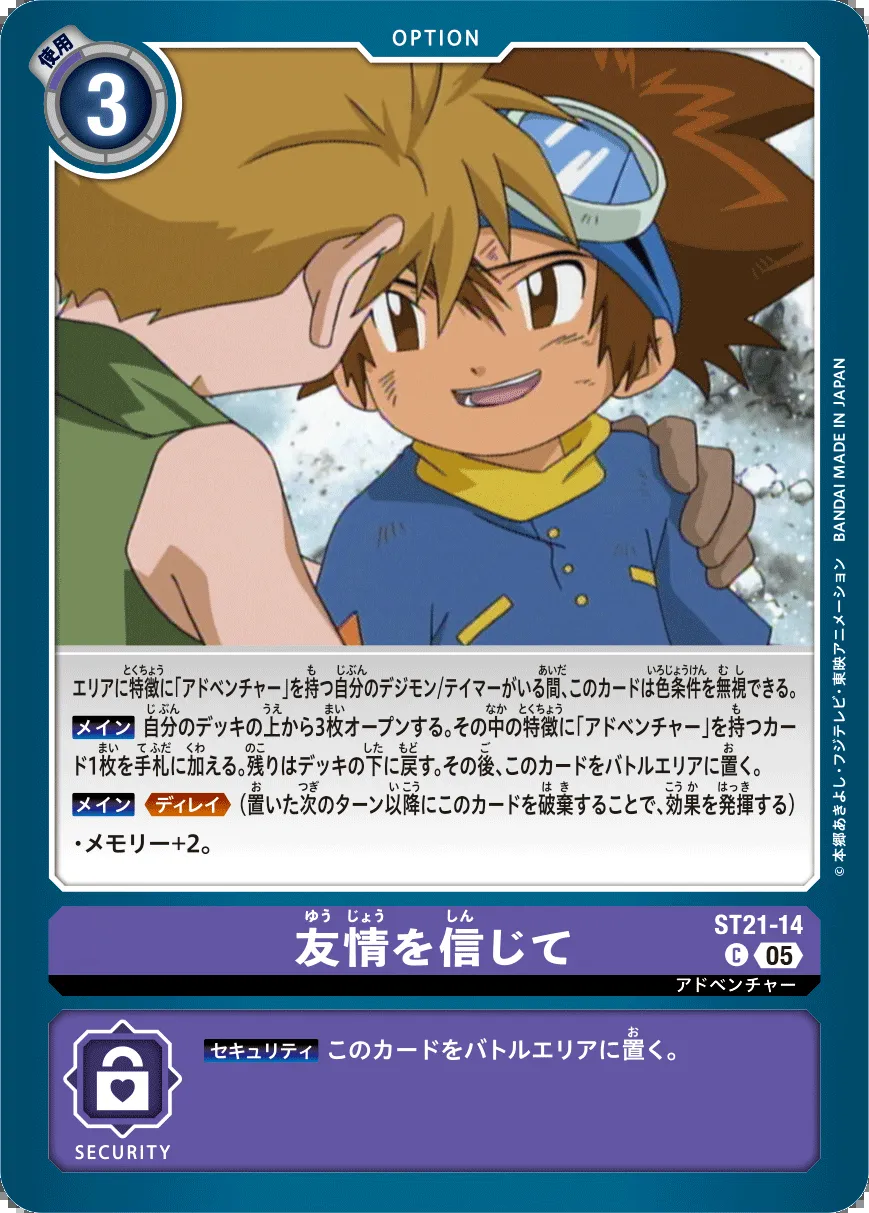 OPTION
使用
3
エリアに特徴に「アドベンチャー」を持つ自分のデジモン/テイマーがいる間、このカードは色条件を無視できる。
メイン 自分のデッキの上から3枚オープンする。その中の特徴に「アドベンチャー」を持つカー
ド1枚を手札に加える。残りはデッキの下に戻す。その後、このカードをバトルエリアに置く。
メイン ディレイ (置いた次のターン以降にこのカードを破棄することで、効果を発揮する)
・メモリー+2。
©本郷あきよし・フジテレビ・東映アニメーション BANDAI MADE IN JAPAN
ゆうじょう しん
友情を信じて
ST21-14
C 05
アドベンチャー
セキュリティ このカードをバトルエリアに置く。
SECURITY